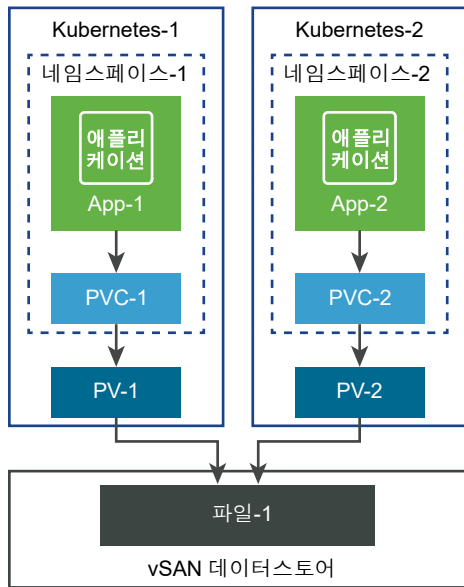 Kubernetes-1
네임스페이스-1
애플리
케이션
App-1
PVC-1
PV-1
Kubernetes-2
네임스페이스-2
애플리
케이션
App-2
PVC-2
PV-2
파일-1
vSAN 데이터스토어